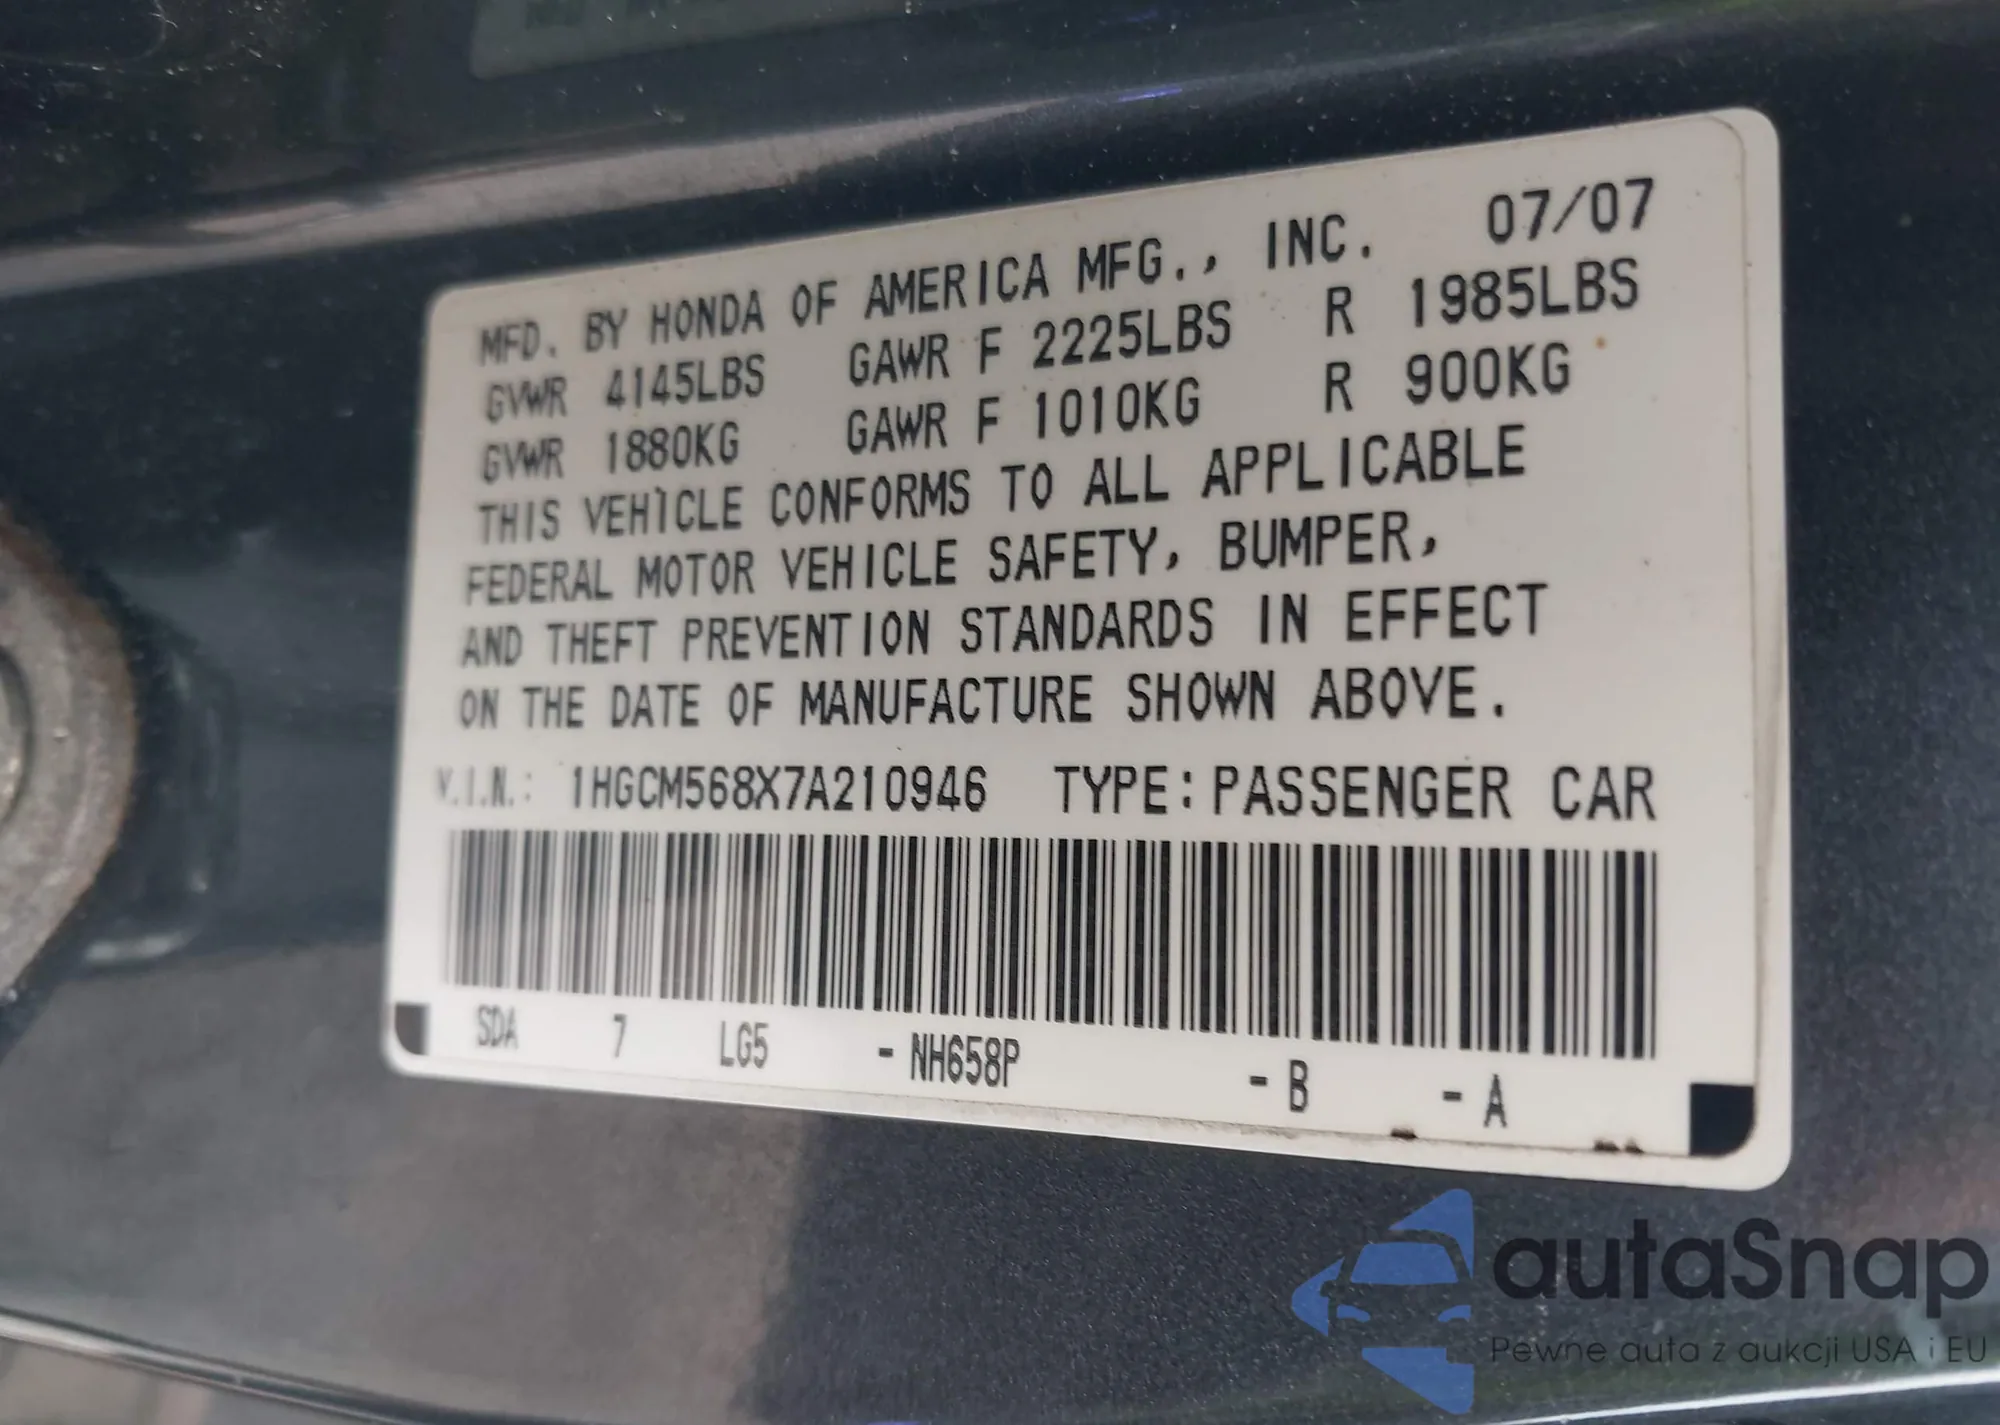 MFD. BY HONDA OF AMERICA MFG., INC. 07/07
GVWR 4145LBS GAWR F 2225LBS R 1985LBS
GVWR 1880KG GAWR F 1010KG R 900KG
THIS VEHICLE CONFORMS TO ALL APPLICABLE
FEDERAL MOTOR VEHICLE SAFETY, BUMPER,
AND THEFT PREVENTION STANDARDS IN EFFECT
ON THE DATE OF MANUFACTURE SHOWN ABOVE.
V.I.N.: 1HGCM568X7A210946 TYPE: PASSENGER CAR
SDA 7 LG5 - NH658P - B - A
autaSnap
Pewne auta z aukcji USA i EU